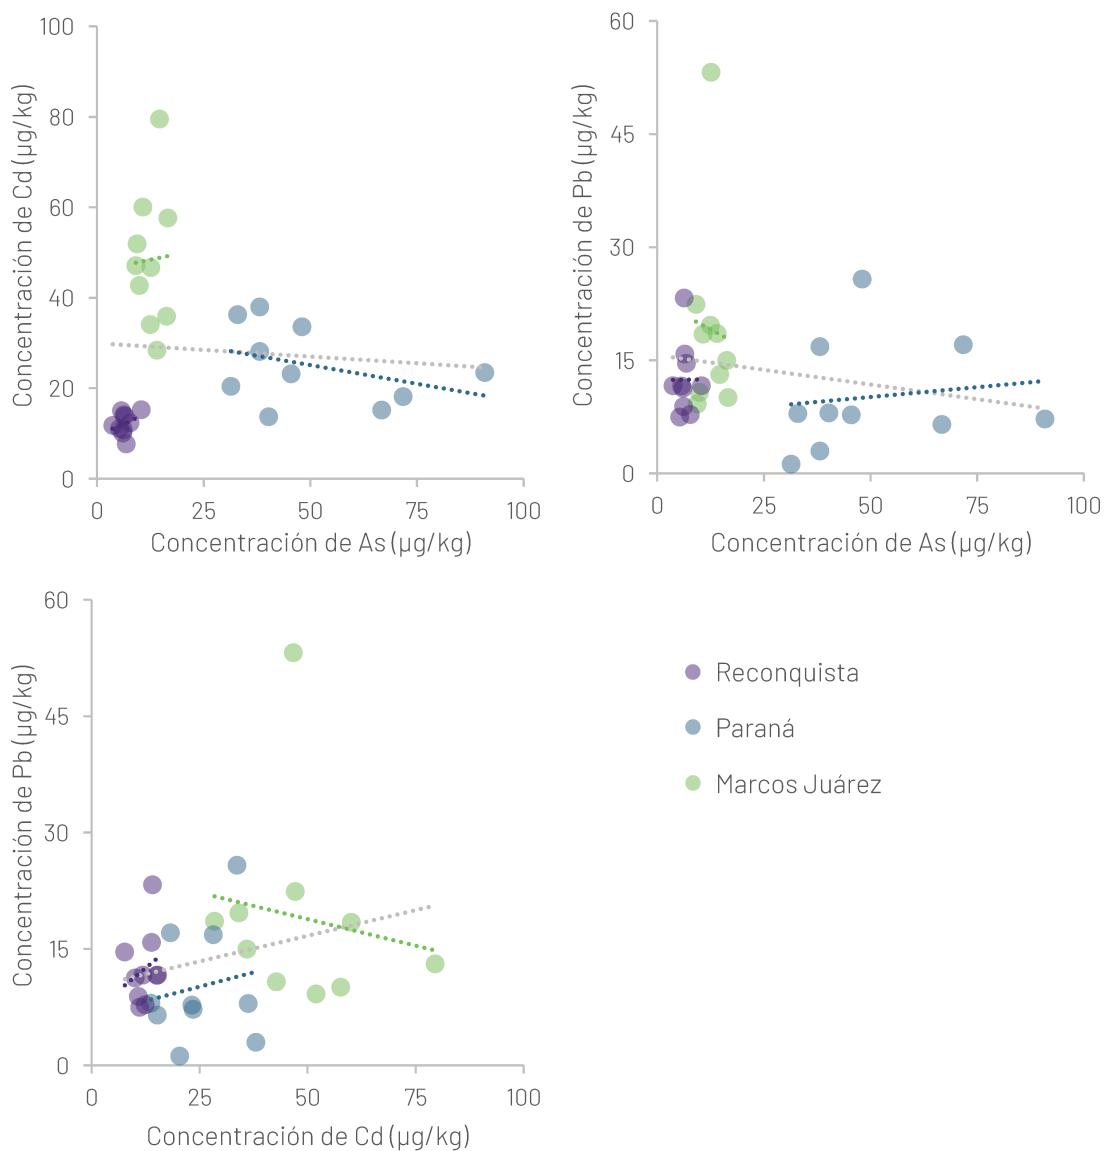 100
80
60
40
20
0
Concentración de Cd (µg/kg)
0 25 50 75 100
Concentración de As (µg/kg)
60
45
30
15
0
Concentración de Pb (µg/kg)
0 25 50 75 100
Concentración de As (µg/kg)
60
45
30
15
0
Concentración de Pb (µg/kg)
0 25 50 75 100
Concentración de Cd (µg/kg)
Reconquista
Paraná
Marcos Juárez